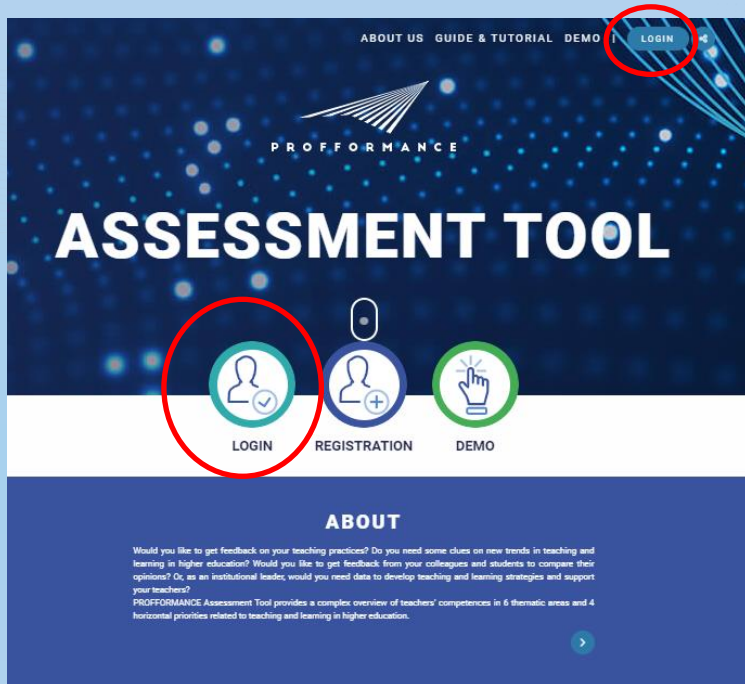 ABOUT US GUIDE & TUTORIAL DEMO | LOGIN
PROFFORMANCE
ASSESSMENT TOOL
LOGIN REGISTRATION DEMO
ABOUT
Would you like to get feedback on your teaching practices? Do you need some clues on new trends in teaching and
learning in higher education? Would you like to get feedback from your colleagues and students to compare their
opinions? Or, as an institutional leader, would you need data to develop teaching and learning strategies and support
your teachers?
PROFFORMANCE Assessment Tool provides a complex overview of teachers' competences in 6 thematic areas and 4
horizontal priorities related to teaching and learning in higher education.